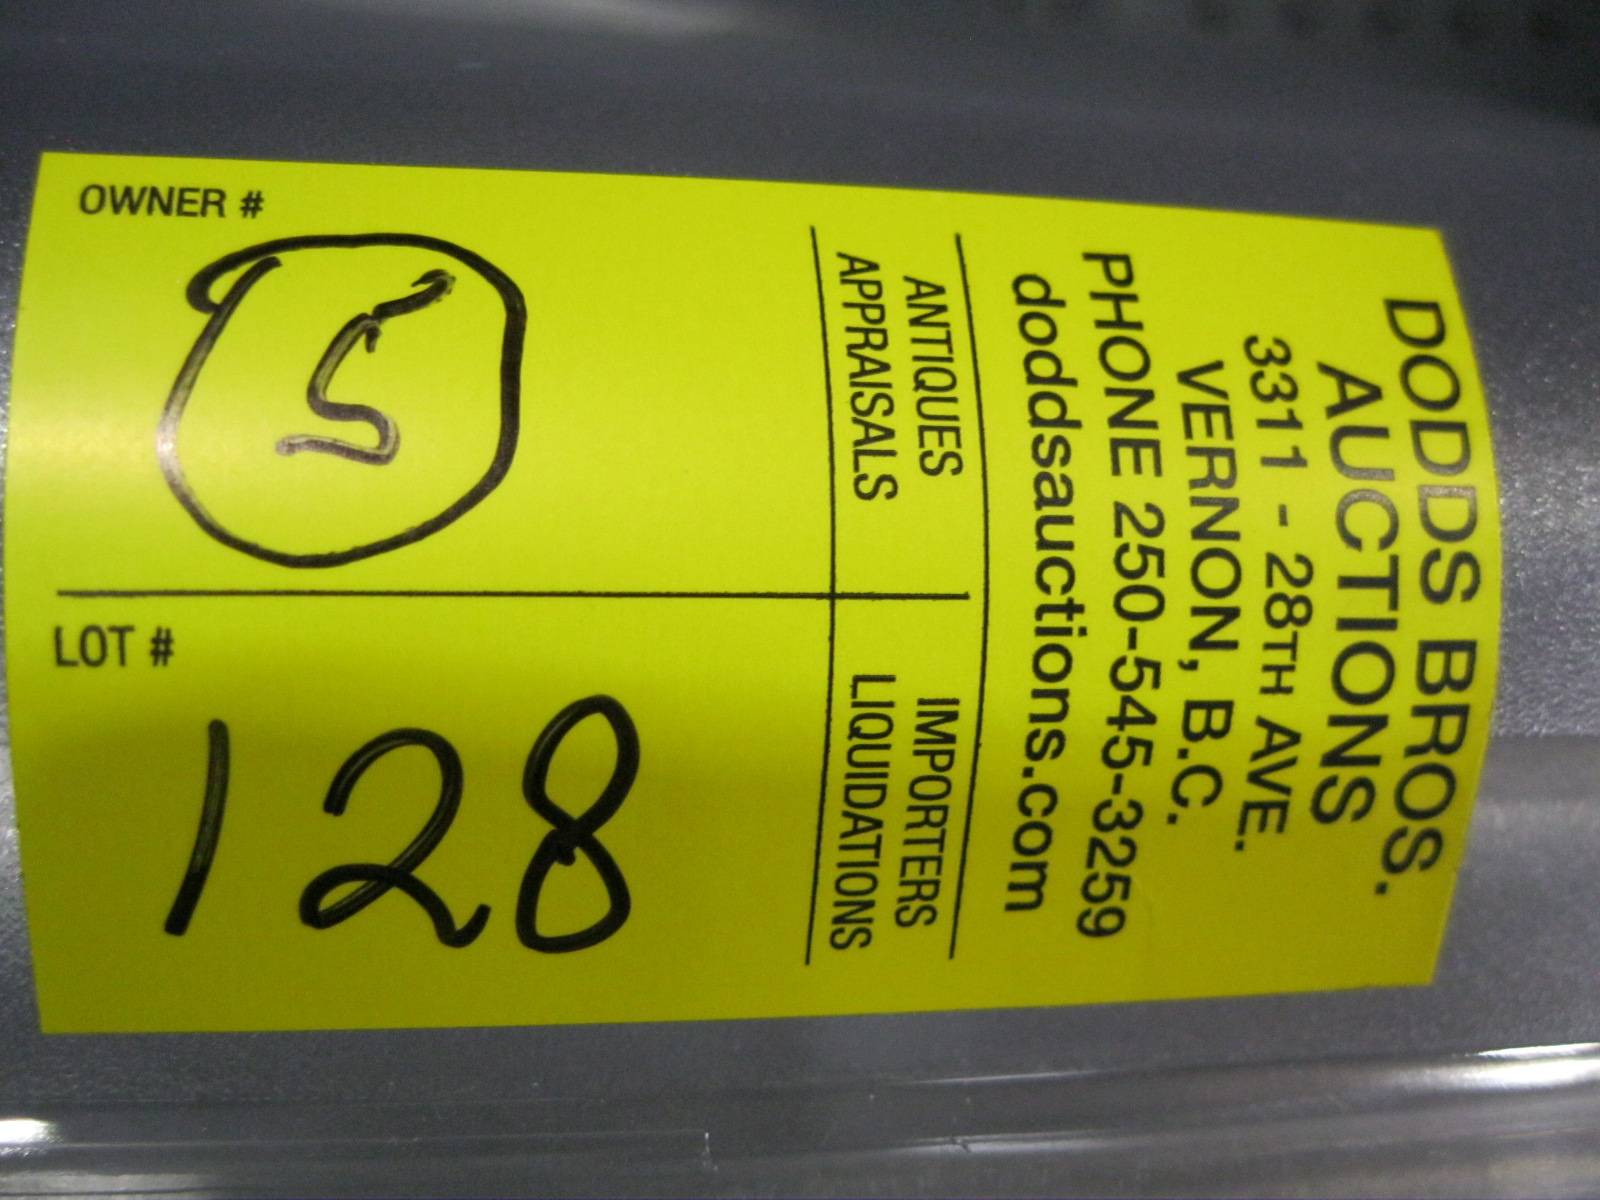 DODDS BROS.
AUCTIONS
3311 - 28TH AVE.
VERNON, B.C.
PHONE 250-545-3259
doddsauctions.com
ANTIQUES
APPRAISALS
IMPORTERS
LIQUIDATIONS
OWNER #
5
LOT #
128